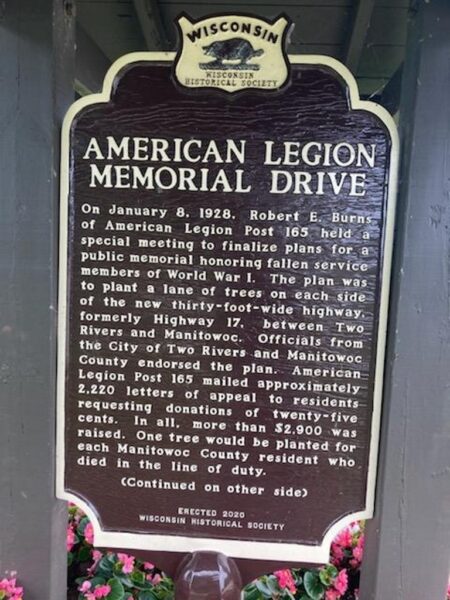 WISCONSIN
WISCONSIN
HISTORICAL SOCIETY
AMERICAN LEGION
MEMORIAL DRIVE
On January 8, 1928, Robert E. Burns
of American Legion Post 165 held a
special meeting to finalize plans for a
public memorial honoring fallen service
members of World War I. The plan was
to plant a lane of trees on each side
of the new thirty-foot-wide highway,
formerly Highway 17, between Two
Rivers and Manitowoc. Officials from
the City of Two Rivers and Manitowoc
County endorsed the plan. American
Legion Post 165 mailed approximately
2,220 letters of appeal to residents
requesting donations of twenty-five
cents. In all, more than $2,900 was
raised. One tree would be planted for
each Manitowoc County resident who
died in the line of duty.
(Continued on other side)
ERECTED 2020
WISCONSIN HISTORICAL SOCIETY